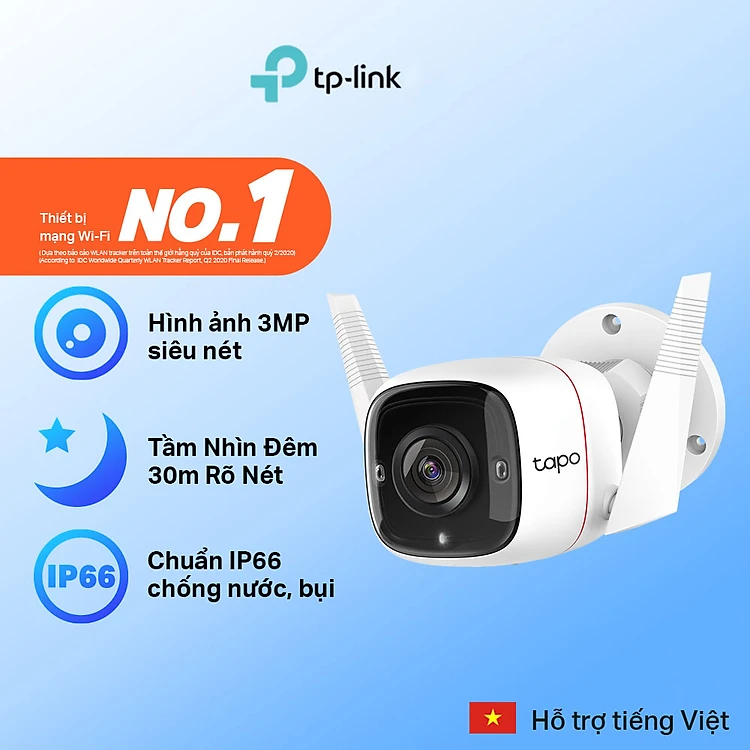 tp-link
Thiết bị
mạng Wi-Fi
NO.1
(Dựa theo báo cáo WLAN tracker trên toàn thế giới hằng quý của IDC, bản phát hành quý 2/2020)
(According to IDC Worldwide Quarterly WLAN Tracker Report, Q2 2020 Final Release.)
Hình ảnh 3MP
siêu nét
Tầm Nhìn Đêm
30m Rõ Nét
IP66
Chuẩn IP66
chống nước, bụi
tapo
Hỗ trợ tiếng Việt